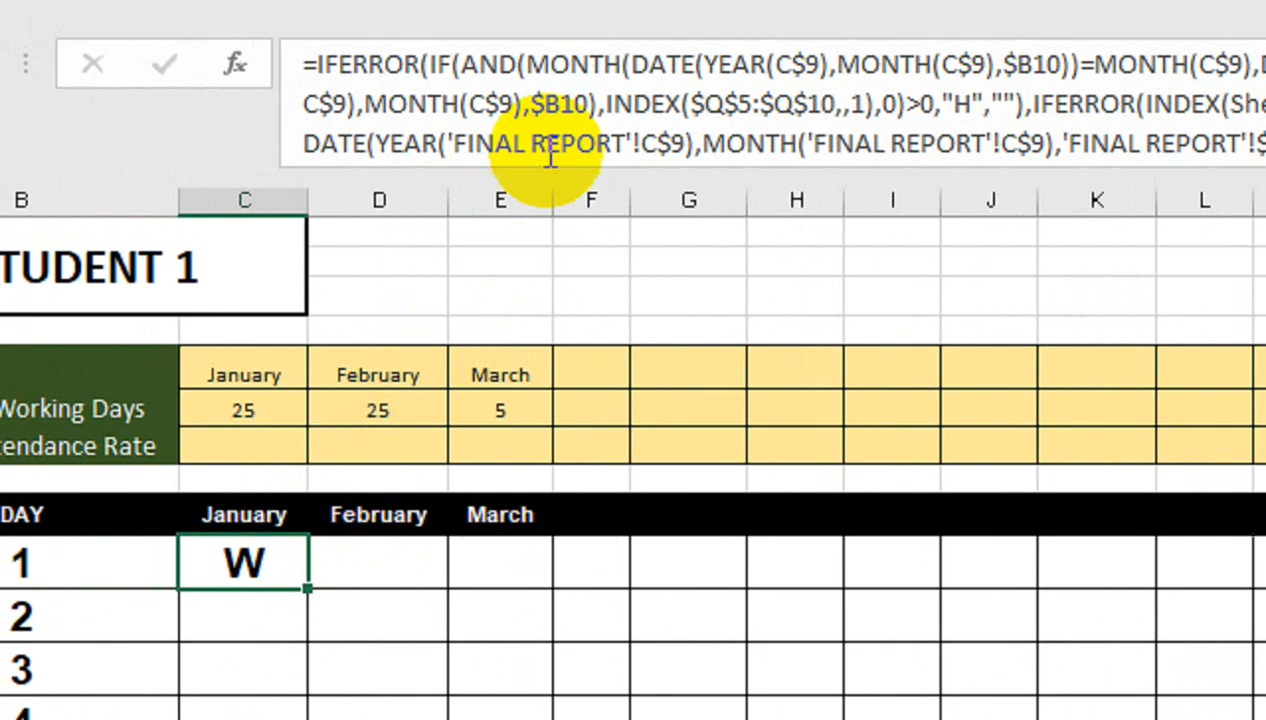 fx =IFERROR(IF(AND(MONTH(DATE(YEAR(C$9),MONTH(C$9),$B10))=MONTH(C$9),D
C$9),MONTH(C$9),$B10),INDEX($Q$5:$Q$10,,1),0)>0,"H",""),IFERROR(INDEX(She
DATE(YEAR('FINAL REPORT'!C$9),MONTH('FINAL REPORT'!C$9),'FINAL REPORT'!$
B C D E F G H I J K L
TUDENT 1
January February March
Working Days 25 25 5
tendance Rate
DAY January February March
1 W
2
3
4